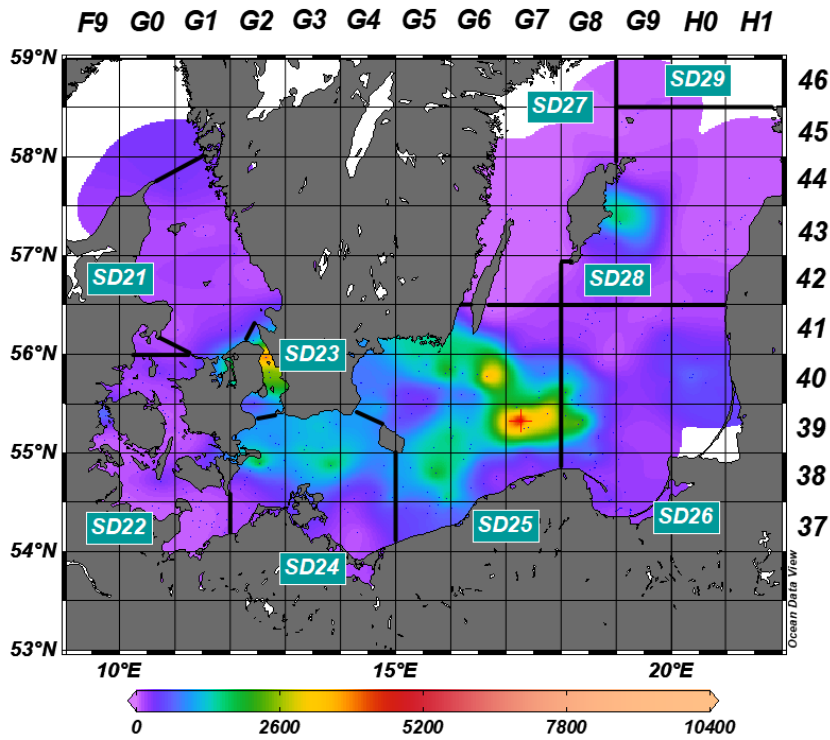 F9 G0 G1 G2 G3 G4 G5 G6 G7 G8 G9 H0 H1
59°N
46
SD29
SD27
45
58°N
44
43
57°N
SD21
SD28
42
41
56°N
SD23
40
39
55°N
38
SD22
SD25
SD26
37
54°N
SD24
Ocean Data View
53°N
10°E 15°E 20°E
0 2600 5200 7800 10400